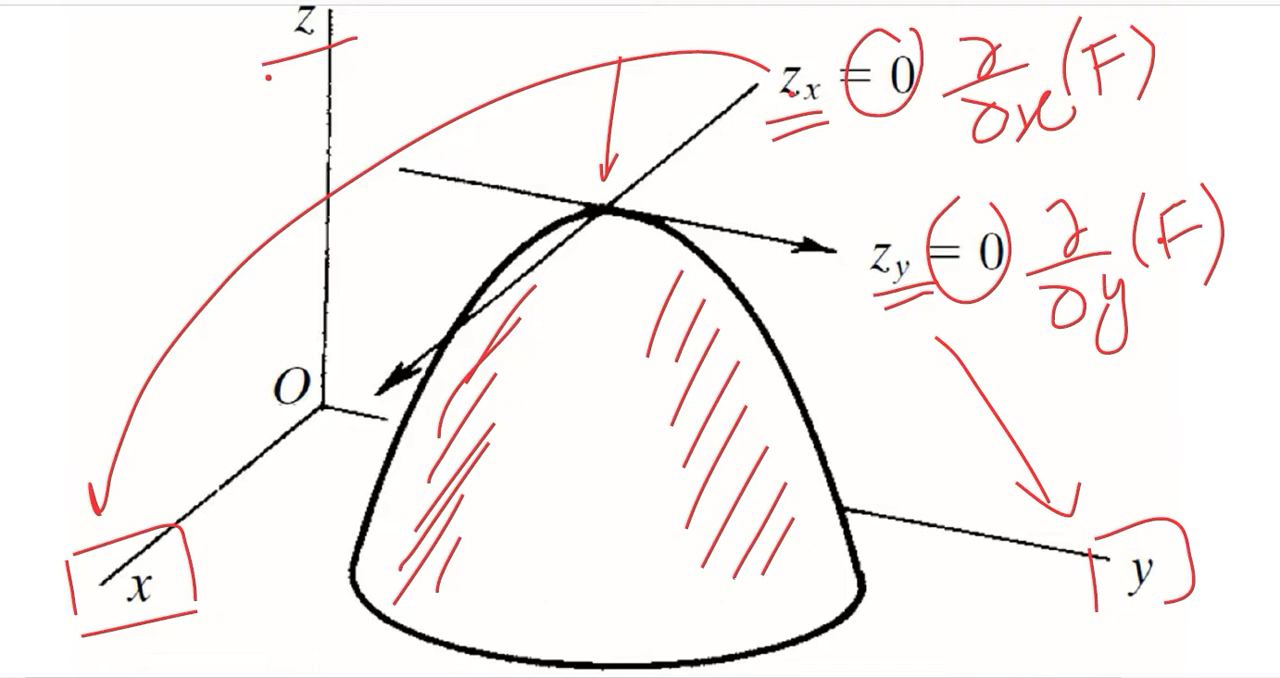 z
z_x = 0 ∂/∂x (F)
z_y = 0 ∂/∂y (F)
O
x
y